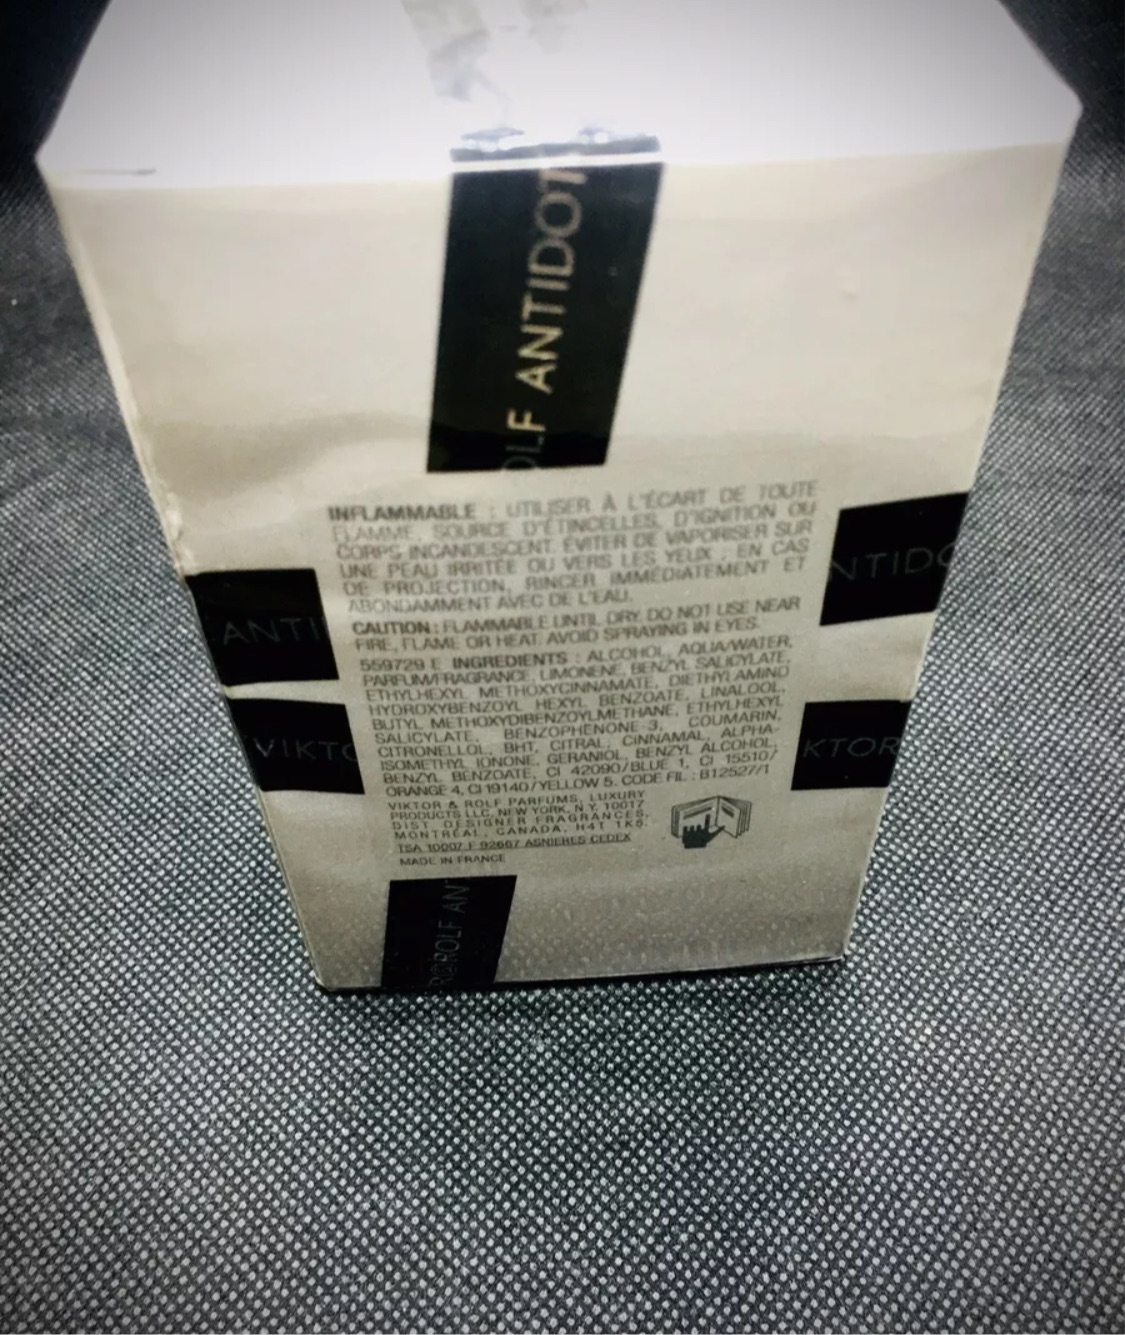 OLF ANTIDOT
INFLAMMABLE : UTILISER À L'ÉCART DE TOUTE
FLAMME, SOURCE D'ÉTINCELLES, D'IGNITION OU
CORPS INCANDESCENT. ÉVITER DE VAPORISER SUR
UNE PEAU IRRITÉE OU VERS LES YEUX ; EN CAS
DE PROJECTION, RINCER IMMÉDIATEMENT ET
ABONDAMMENT AVEC DE L'EAU.
NTIDO
ANTI
CAUTION : FLAMMABLE UNTIL DRY. DO NOT USE NEAR
FIRE, FLAME OR HEAT. AVOID SPRAYING IN EYES.
559729 E INGREDIENTS : ALCOHOL, AQUA/WATER,
PARFUM/FRAGRANCE, LIMONENE, BENZYL SALICYLATE,
ETHYLHEXYL METHOXYCINNAMATE, DIETHYLAMINO
HYDROXYBENZOYL HEXYL BENZOATE, LINALOOL,
BUTYL METHOXYDIBENZOYLMETHANE, ETHYLHEXYL
SALICYLATE, BENZOPHENONE-3, COUMARIN,
CITRONELLOL, BHT, CITRAL, CINNAMAL, ALPHA-
ISOMETHYL IONONE, GERANIOL, BENZYL ALCOHOL,
BENZYL BENZOATE, CI 42090/BLUE 1, CI 15510/
ORANGE 4, CI 19140/YELLOW 5. CODE FIL : B12527/1
VIKTO
KTOR
VIKTOR & ROLF PARFUMS, LUXURY
PRODUCTS LLC, NEW YORK, N.Y. 10017
DIST. DESIGNER FRAGRANCES,
MONTRÉAL, CANADA, H4T 1K5.
TSA 10007 F 92667 ASNIERES CEDEX
MADE IN FRANCE
R&ROLF ANT